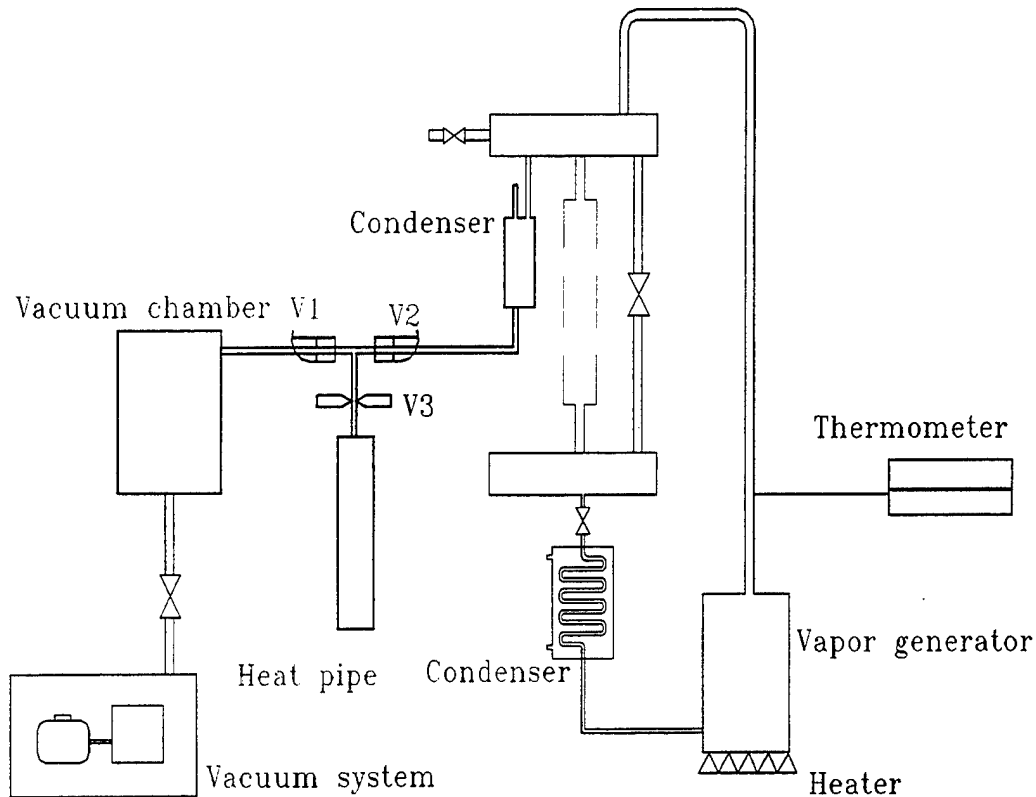 Condenser
Vacuum chamber
V1
V2
V3
Thermometer
Vapor generator
Heat pipe
Condenser
Vacuum system
Heater